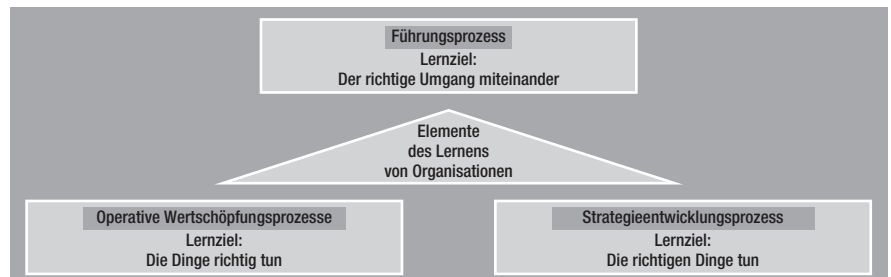 Führungsprozess
Lernziel:
Der richtige Umgang miteinander
Elemente
des Lernens
von Organisationen
Operative Wertschöpfungsprozesse
Lernziel:
Die Dinge richtig tun
Strategieentwicklungsprozess
Lernziel:
Die richtigen Dinge tun